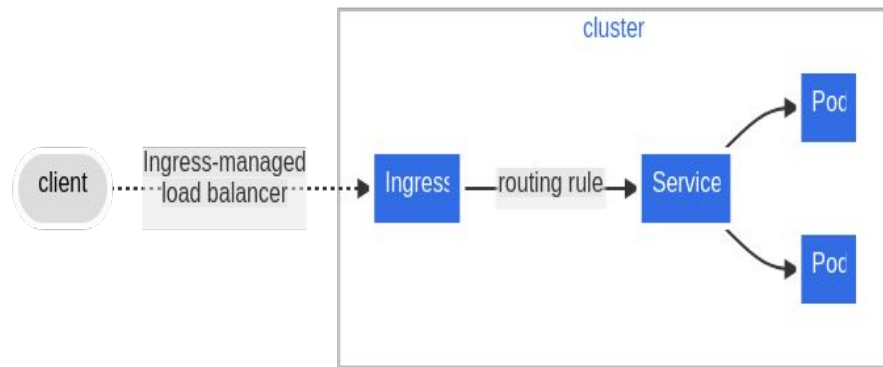 cluster
client
Ingress-managed
load balancer
Ingress
routing rule
Service
Pod
Pod